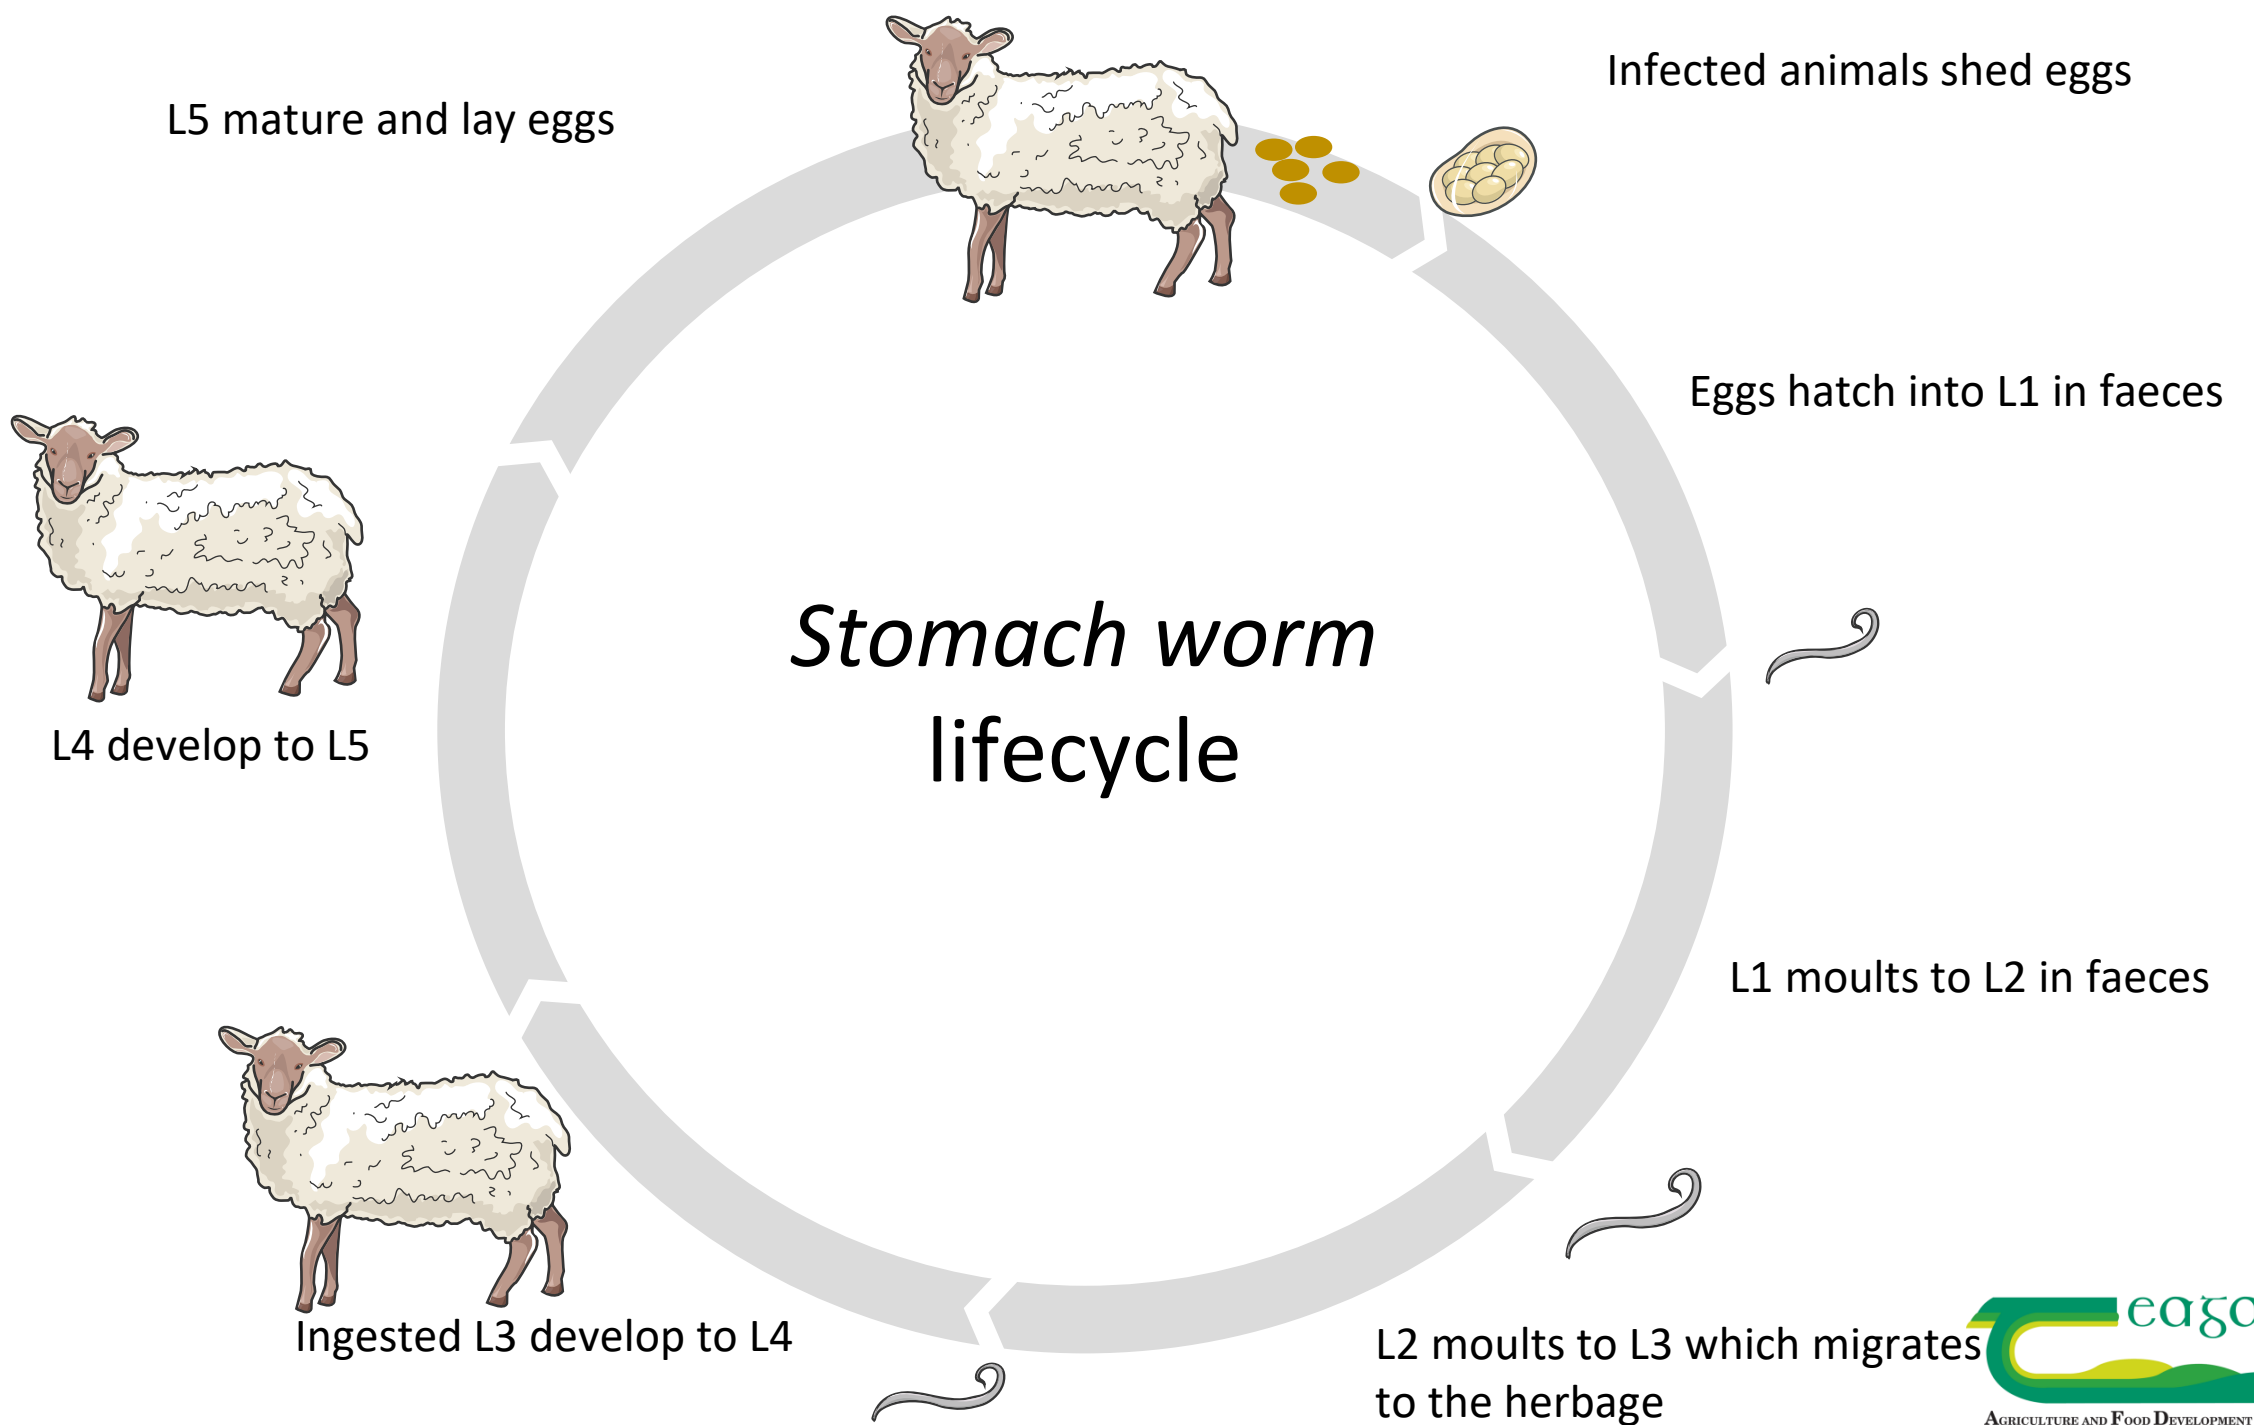 Infected animals shed eggs
L5 mature and lay eggs
Eggs hatch into L1 in faeces
Stomach worm
lifecycle
L4 develop to L5
L1 moults to L2 in faeces
Ingested L3 develop to L4
L2 moults to L3 which migrates
to the herbage
eaga
AGRICULTURE AND FOOD DEVELOPMENT